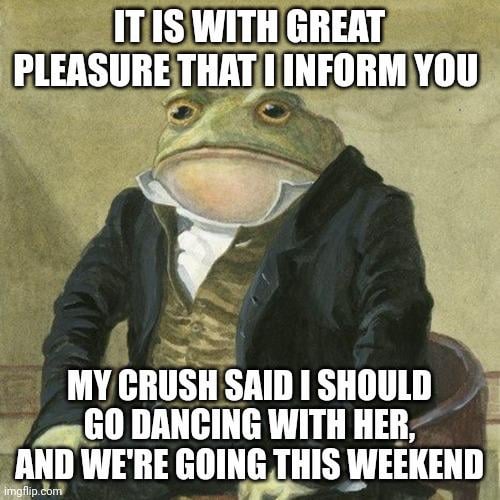 IT IS WITH GREAT
PLEASURE THAT I INFORM YOU
MY CRUSH SAID I SHOULD
GO DANCING WITH HER,
AND WE'RE GOING THIS WEEKEND
imgflip.com